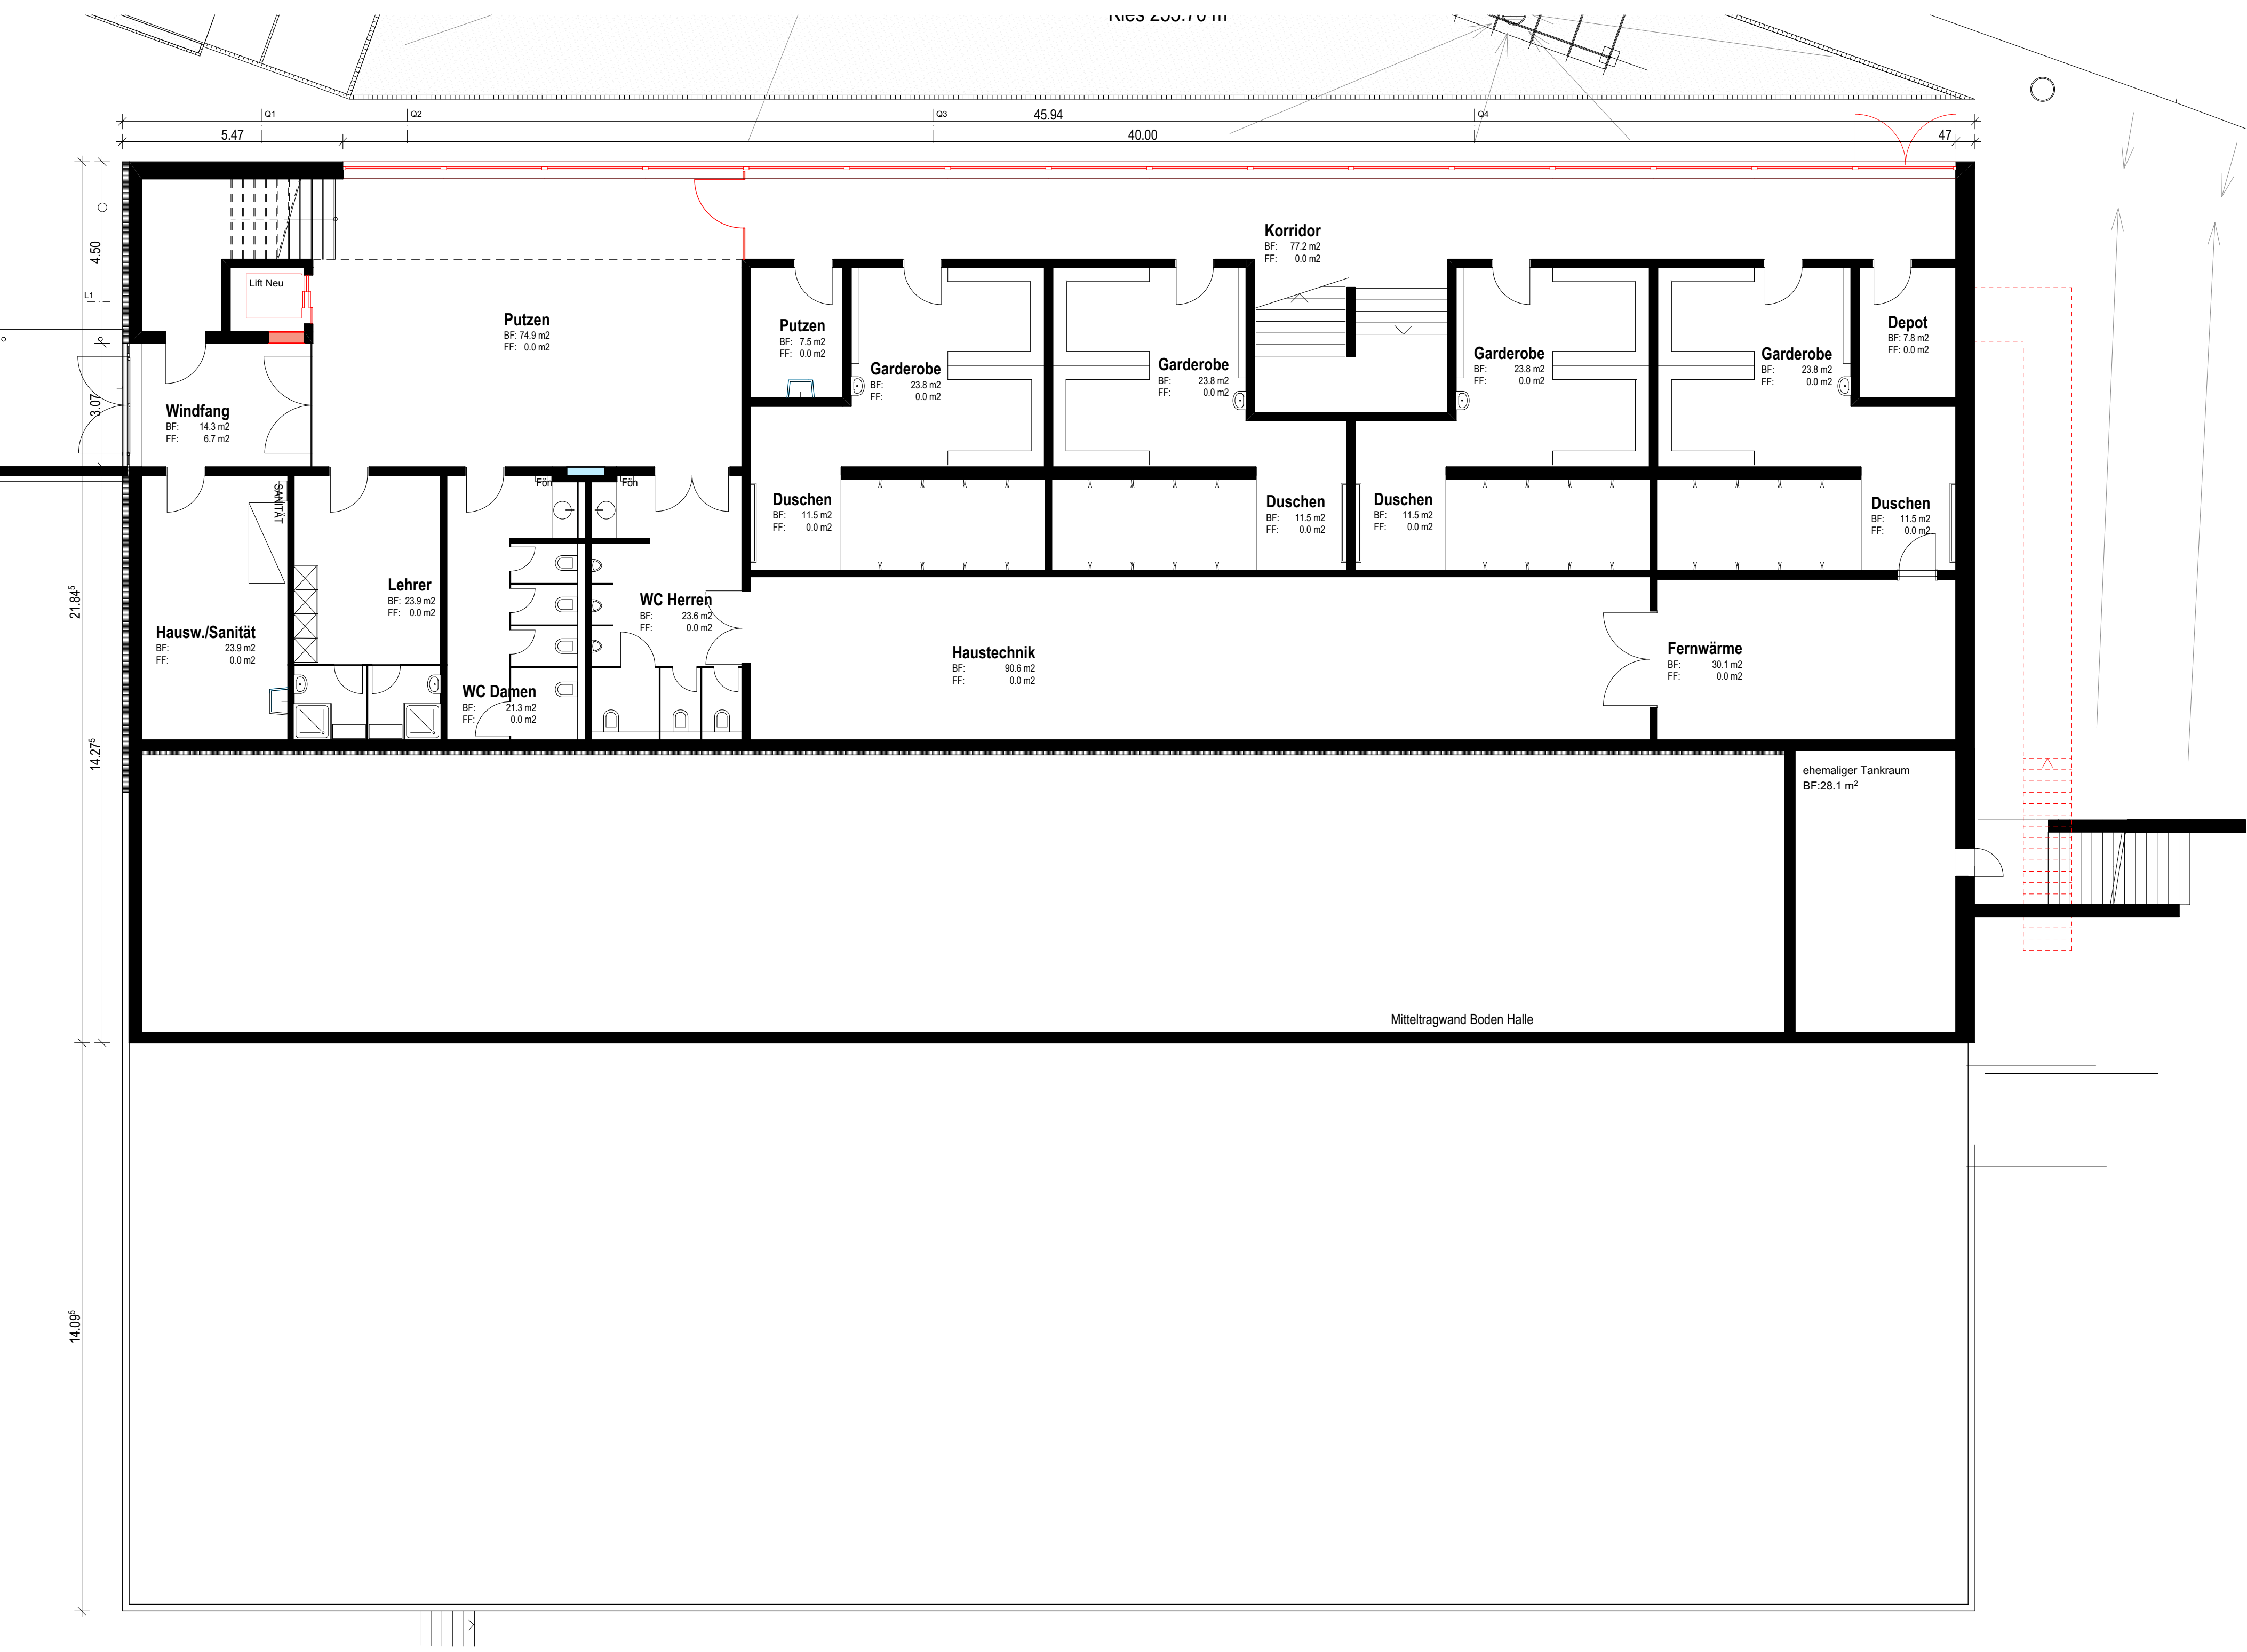 Kies 255.70 m
Q1
Q2
Q3
45.94
Q4
5.47
40.00
47
4.50
L1
3.07
21.84⁵
14.27⁵
14.09⁵
Lift Neu
Korridor
BF: 77.2 m2
FF: 0.0 m2
Putzen
BF: 74.9 m2
FF: 0.0 m2
Putzen
BF: 7.5 m2
FF: 0.0 m2
Garderobe
BF: 23.8 m2
FF: 0.0 m2
Garderobe
BF: 23.8 m2
FF: 0.0 m2
Garderobe
BF: 23.8 m2
FF: 0.0 m2
Garderobe
BF: 23.8 m2
FF: 0.0 m2
Depot
BF: 7.8 m2
FF: 0.0 m2
Windfang
BF: 14.3 m2
FF: 6.7 m2
SANITÄT
Fön
Fön
Duschen
BF: 11.5 m2
FF: 0.0 m2
Duschen
BF: 11.5 m2
FF: 0.0 m2
Duschen
BF: 11.5 m2
FF: 0.0 m2
Duschen
BF: 11.5 m2
FF: 0.0 m2
Hausw./Sanität
BF: 23.9 m2
FF: 0.0 m2
Lehrer
BF: 23.9 m2
FF: 0.0 m2
WC Damen
BF: 21.3 m2
FF: 0.0 m2
WC Herren
BF: 23.6 m2
FF: 0.0 m2
Haustechnik
BF: 90.6 m2
FF: 0.0 m2
Fernwärme
BF: 30.1 m2
FF: 0.0 m2
ehemaliger Tankraum
BF:28.1 m²
Mitteltragwand Boden Halle